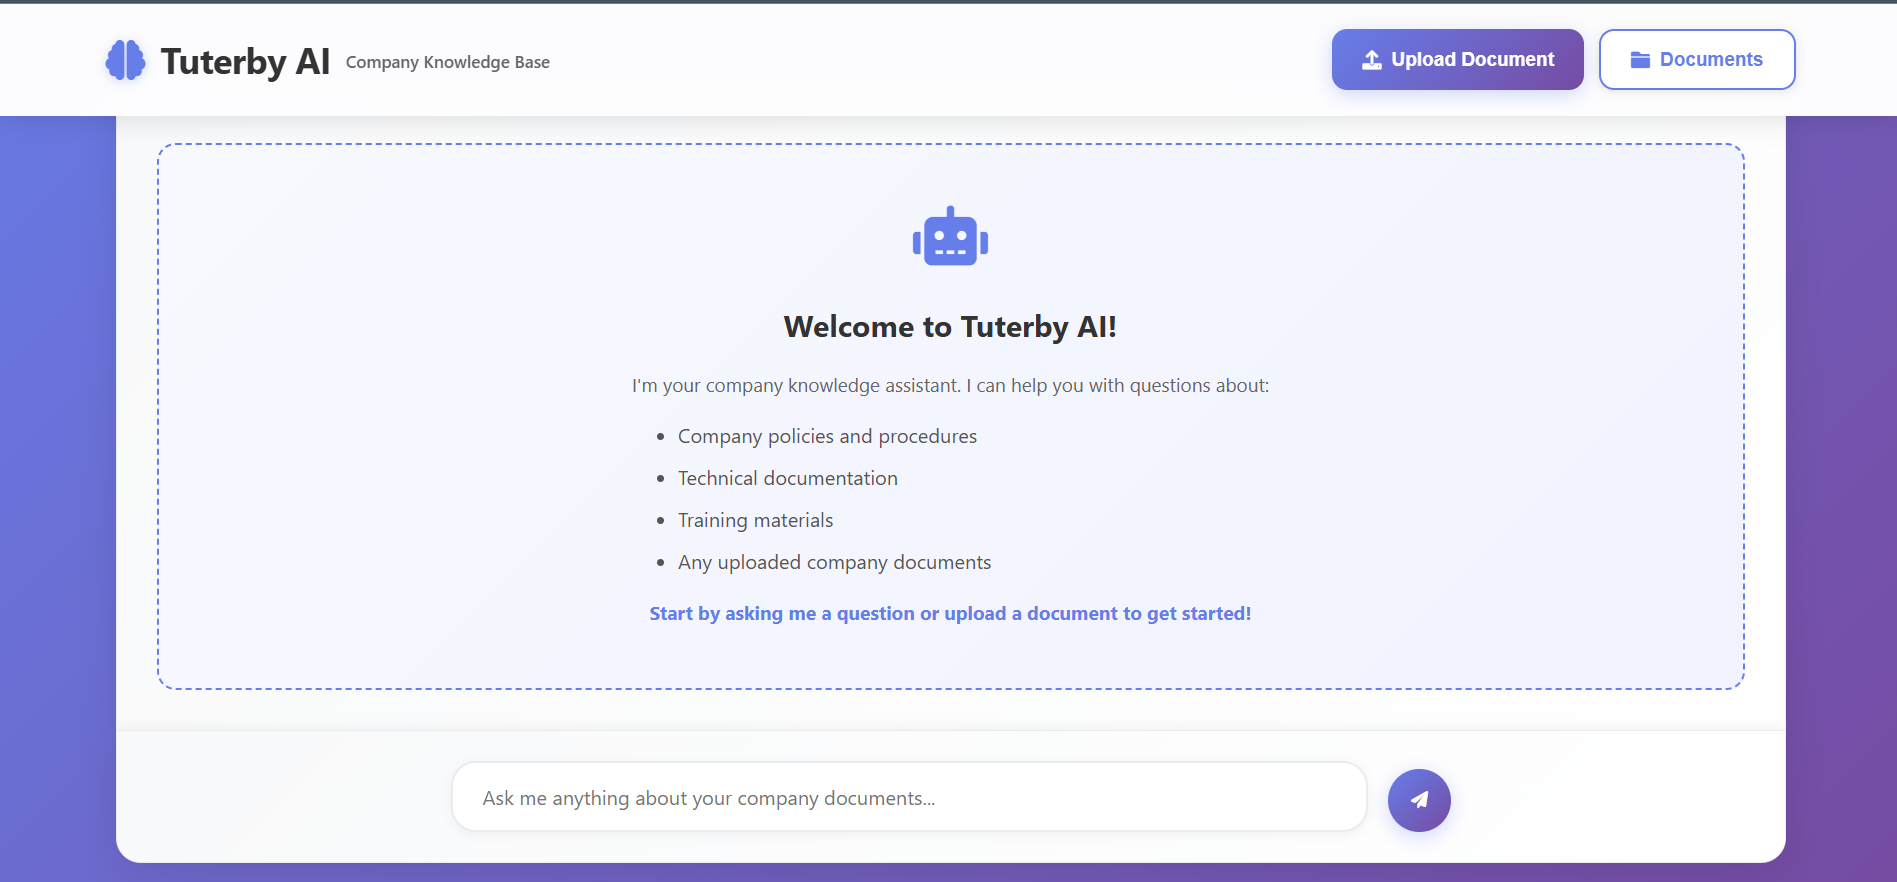 Tuterby AI
Company Knowledge Base
Upload Document
Documents
Welcome to Tuterby AI!
I'm your company knowledge assistant. I can help you with questions about:
Company policies and procedures
Technical documentation
Training materials
Any uploaded company documents
Start by asking me a question or upload a document to get started!
Ask me anything about your company documents...